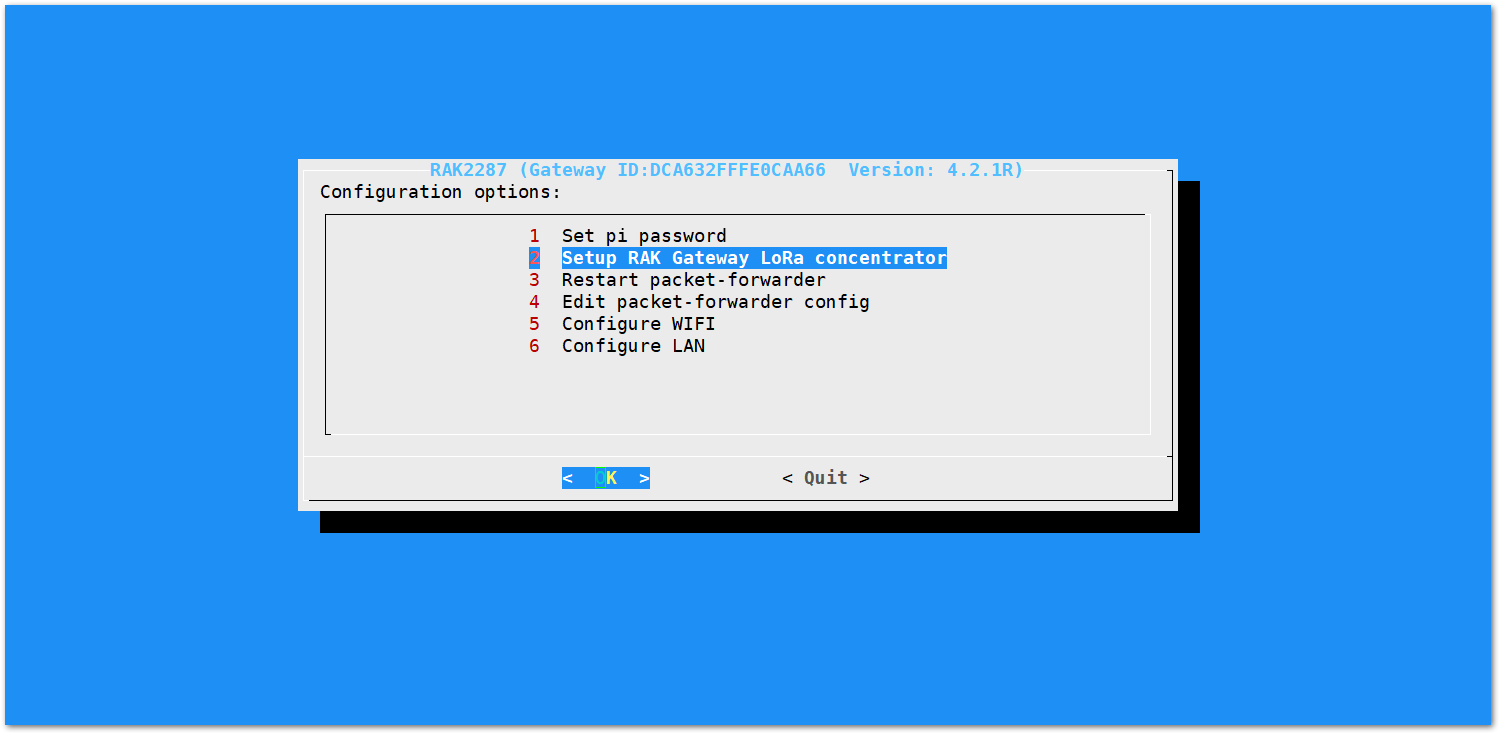 RAK2287 (Gateway ID:DCA632FFFE0CAA66  Version: 4.2.1R)
Configuration options:
1  Set pi password
2  Setup RAK Gateway LoRa concentrator
3  Restart packet-forwarder
4  Edit packet-forwarder config
5  Configure WIFI
6  Configure LAN
<  OK  > < Quit >